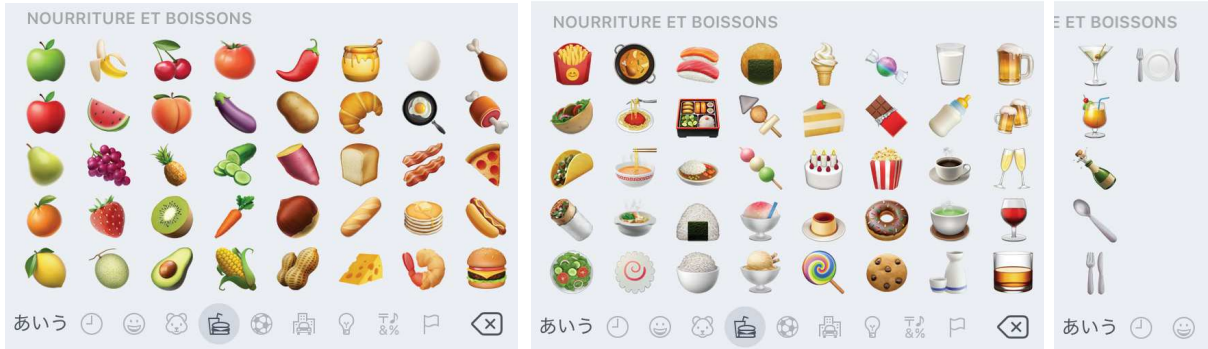 NOURRITURE ET BOISSONS
あいう
〒♪
&%
NOURRITURE ET BOISSONS
あいう
〒♪
&%
E ET BOISSONS
あいう